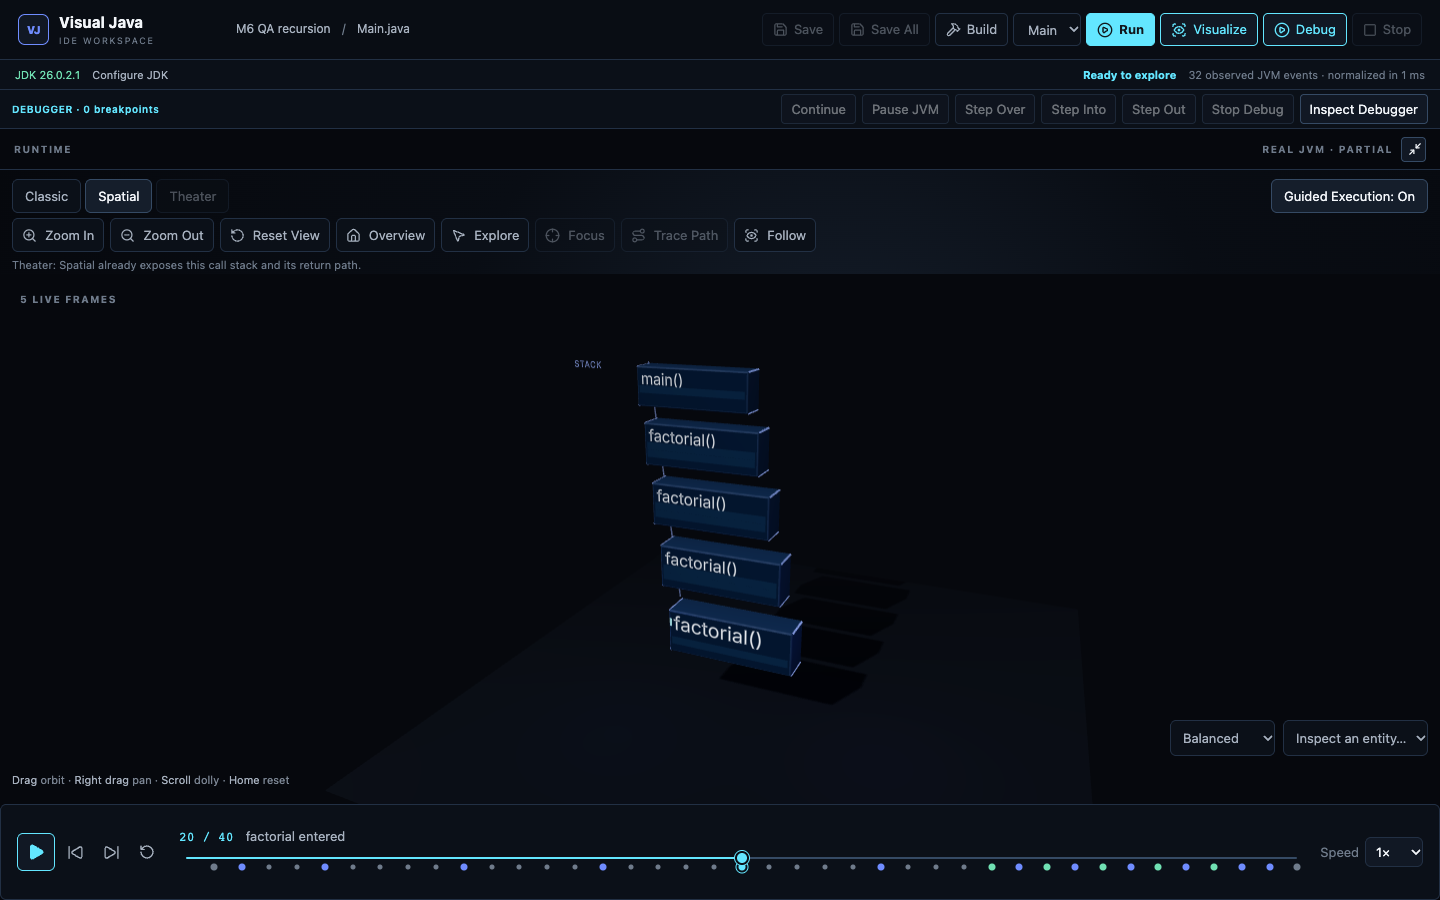 VJ
Visual Java
IDE WORKSPACE
M6 QA recursion / Main.java
Save
Save All
Build
Main
Run
Visualize
Debug
Stop
JDK 26.0.2.1 Configure JDK
Ready to explore 32 observed JVM events · normalized in 1 ms
DEBUGGER · 0 breakpoints
Continue
Pause JVM
Step Over
Step Into
Step Out
Stop Debug
Inspect Debugger
RUNTIME
REAL JVM · PARTIAL
Classic
Spatial
Theater
Guided Execution: On
Zoom In
Zoom Out
Reset View
Overview
Explore
Focus
Trace Path
Follow
Theater: Spatial already exposes this call stack and its return path.
5 LIVE FRAMES
STACK
main()
factorial()
factorial()
factorial()
factorial()
Balanced
Inspect an entity...
Drag orbit · Right drag pan · Scroll dolly · Home reset
20 / 40 factorial entered
Speed 1×